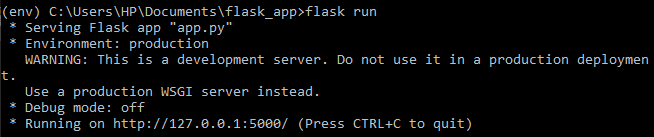 (env) C:\Users\HP\Documents\flask_app>flask run
 * Serving Flask app "app.py"
 * Environment: production
   WARNING: This is a development server. Do not use it in a production deploymen
t.
   Use a production WSGI server instead.
 * Debug mode: off
 * Running on http://127.0.0.1:5000/ (Press CTRL+C to quit)